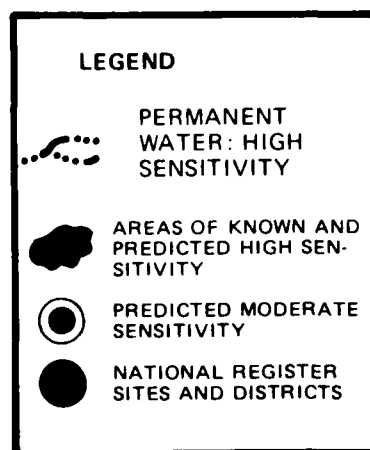 LEGEND
PERMANENT
WATER: HIGH
SENSITIVITY
AREAS OF KNOWN AND
PREDICTED HIGH SEN-
SITIVITY
PREDICTED MODERATE
SENSITIVITY
NATIONAL REGISTER
SITES AND DISTRICTS